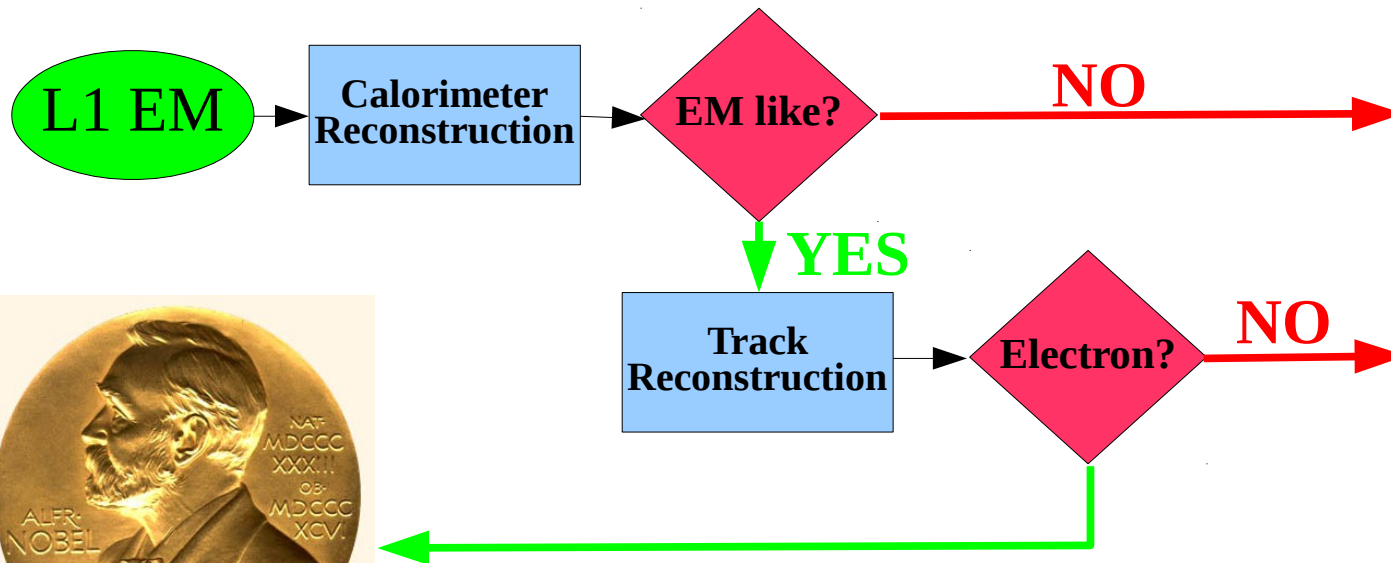 L1 EM
Calorimeter
Reconstruction
EM like?
NO
YES
Track
Reconstruction
Electron?
NO
ALFR·
NOBEL
NAT·
MDCCC
XXXIII
OB·
MDCCC
XCVI